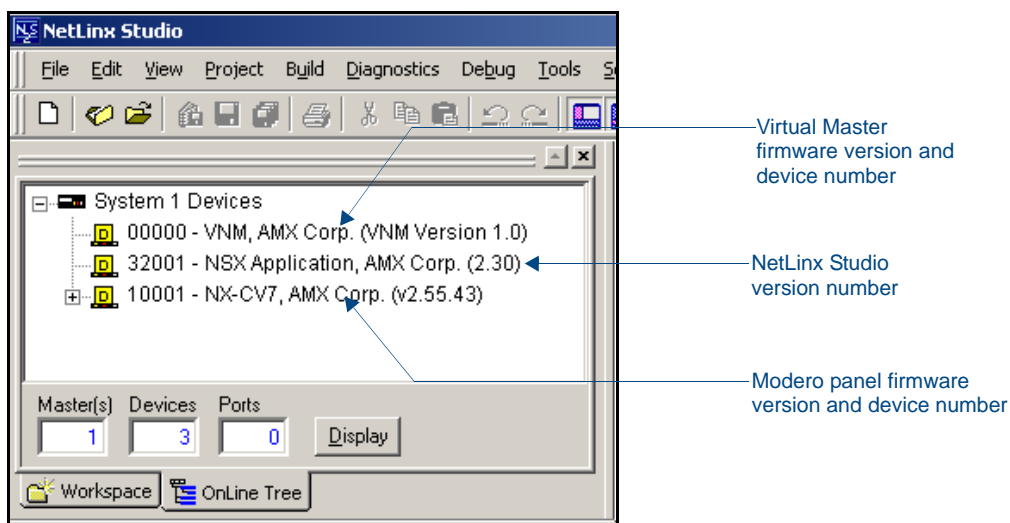 NetLinx Studio
File Edit View Project Build Diagnostics Debug Tools
System 1 Devices
00000 - VNM, AMX Corp. (VNM Version 1.0)
32001 - NSX Application, AMX Corp. (2.30)
10001 - NX-CV7, AMX Corp. (v2.55.43)
Master(s) Devices Ports
1 3 0 Display
Workspace OnLine Tree
Virtual Master
firmware version and
device number
NetLinx Studio
version number
Modero panel firmware
version and device number